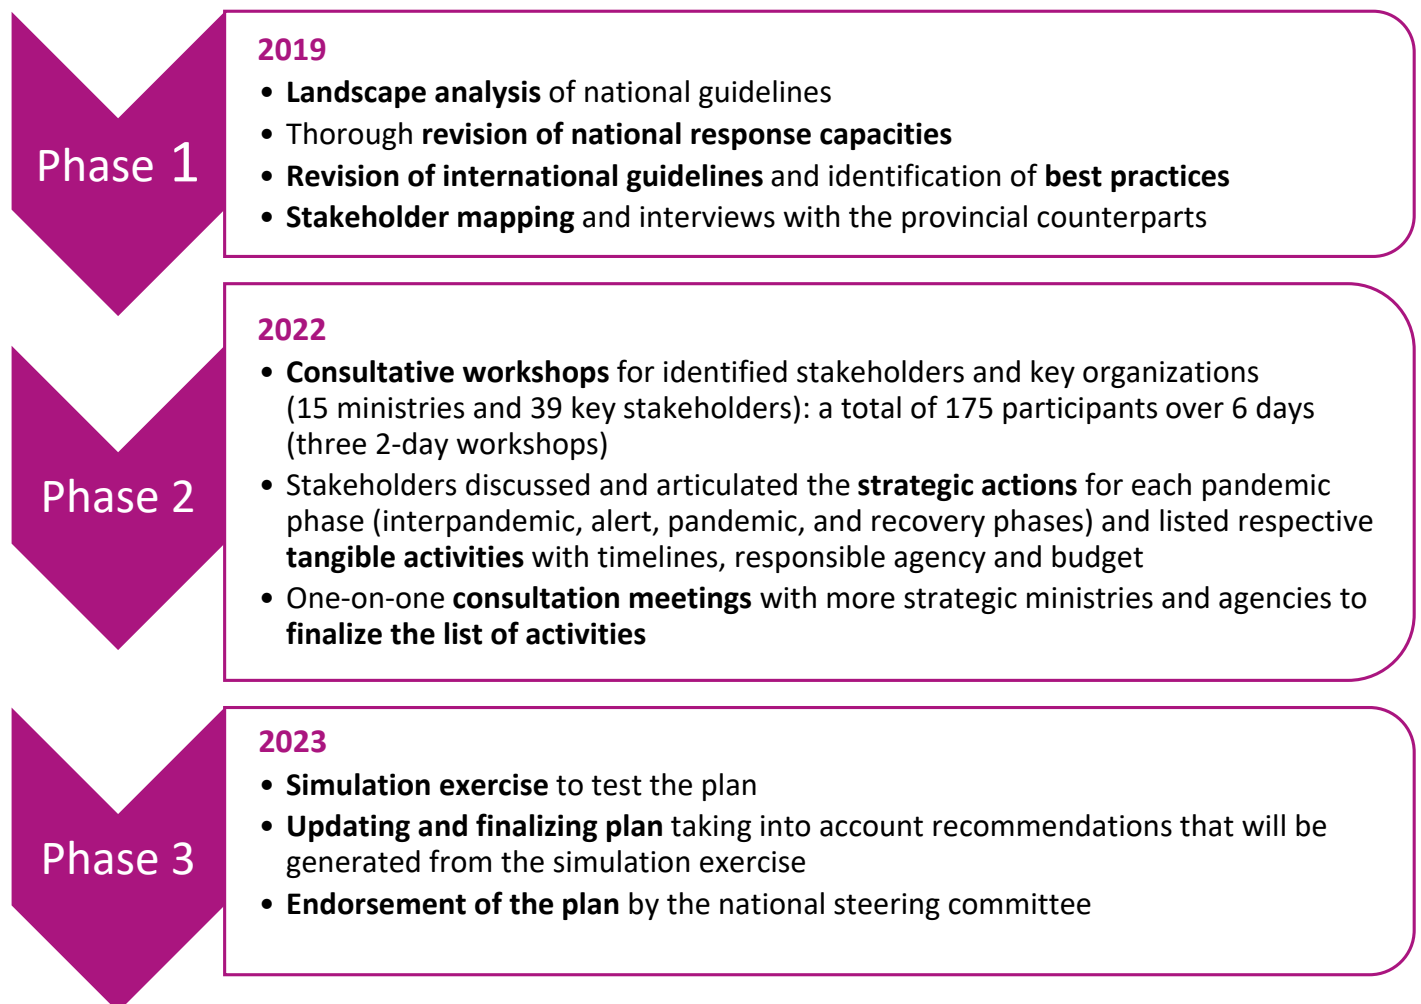 Phase 1
2019
• Landscape analysis of national guidelines
• Thorough revision of national response capacities
• Revision of international guidelines and identification of best practices
• Stakeholder mapping and interviews with the provincial counterparts
Phase 2
2022
• Consultative workshops for identified stakeholders and key organizations
(15 ministries and 39 key stakeholders): a total of 175 participants over 6 days
(three 2-day workshops)
• Stakeholders discussed and articulated the strategic actions for each pandemic
phase (interpandemic, alert, pandemic, and recovery phases) and listed respective
tangible activities with timelines, responsible agency and budget
• One-on-one consultation meetings with more strategic ministries and agencies to
finalize the list of activities
Phase 3
2023
• Simulation exercise to test the plan
• Updating and finalizing plan taking into account recommendations that will be
generated from the simulation exercise
• Endorsement of the plan by the national steering committee